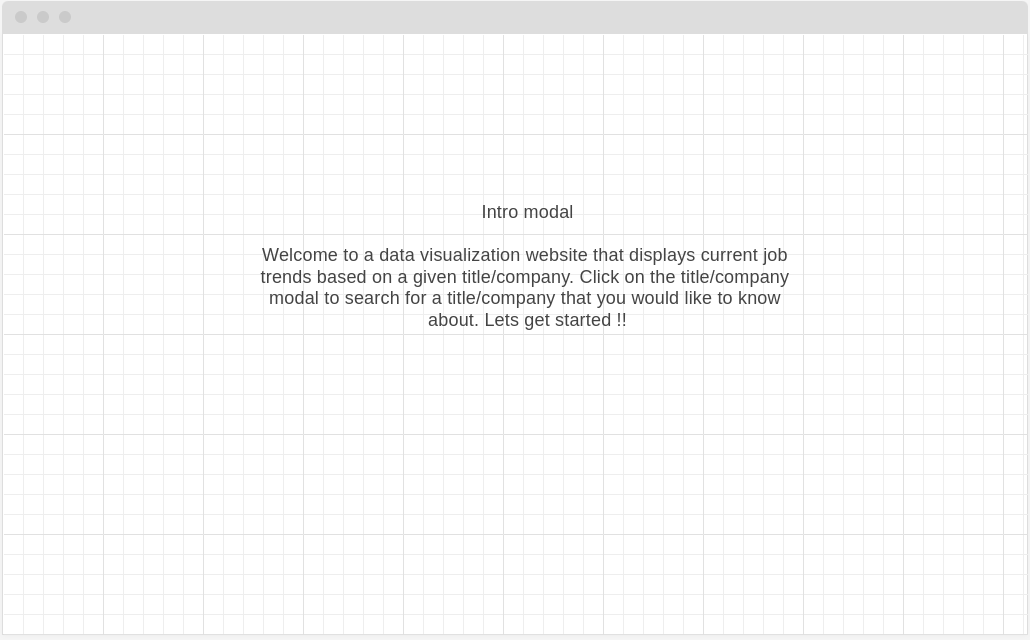 Intro modal
Welcome to a data visualization website that displays current job
trends based on a given title/company. Click on the title/company
modal to search for a title/company that you would like to know
about. Lets get started !!